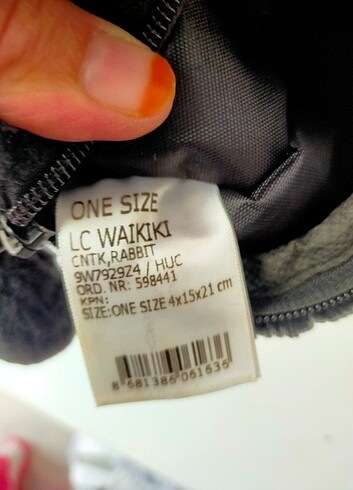 ONE SIZE
LC WAIKIKI
CNTK,RABBIT
9W7929Z4 / HUC
ORD. NR: 598441
KPN:
SIZE:ONE SIZE 4x15x21 cm
8 681386 061636